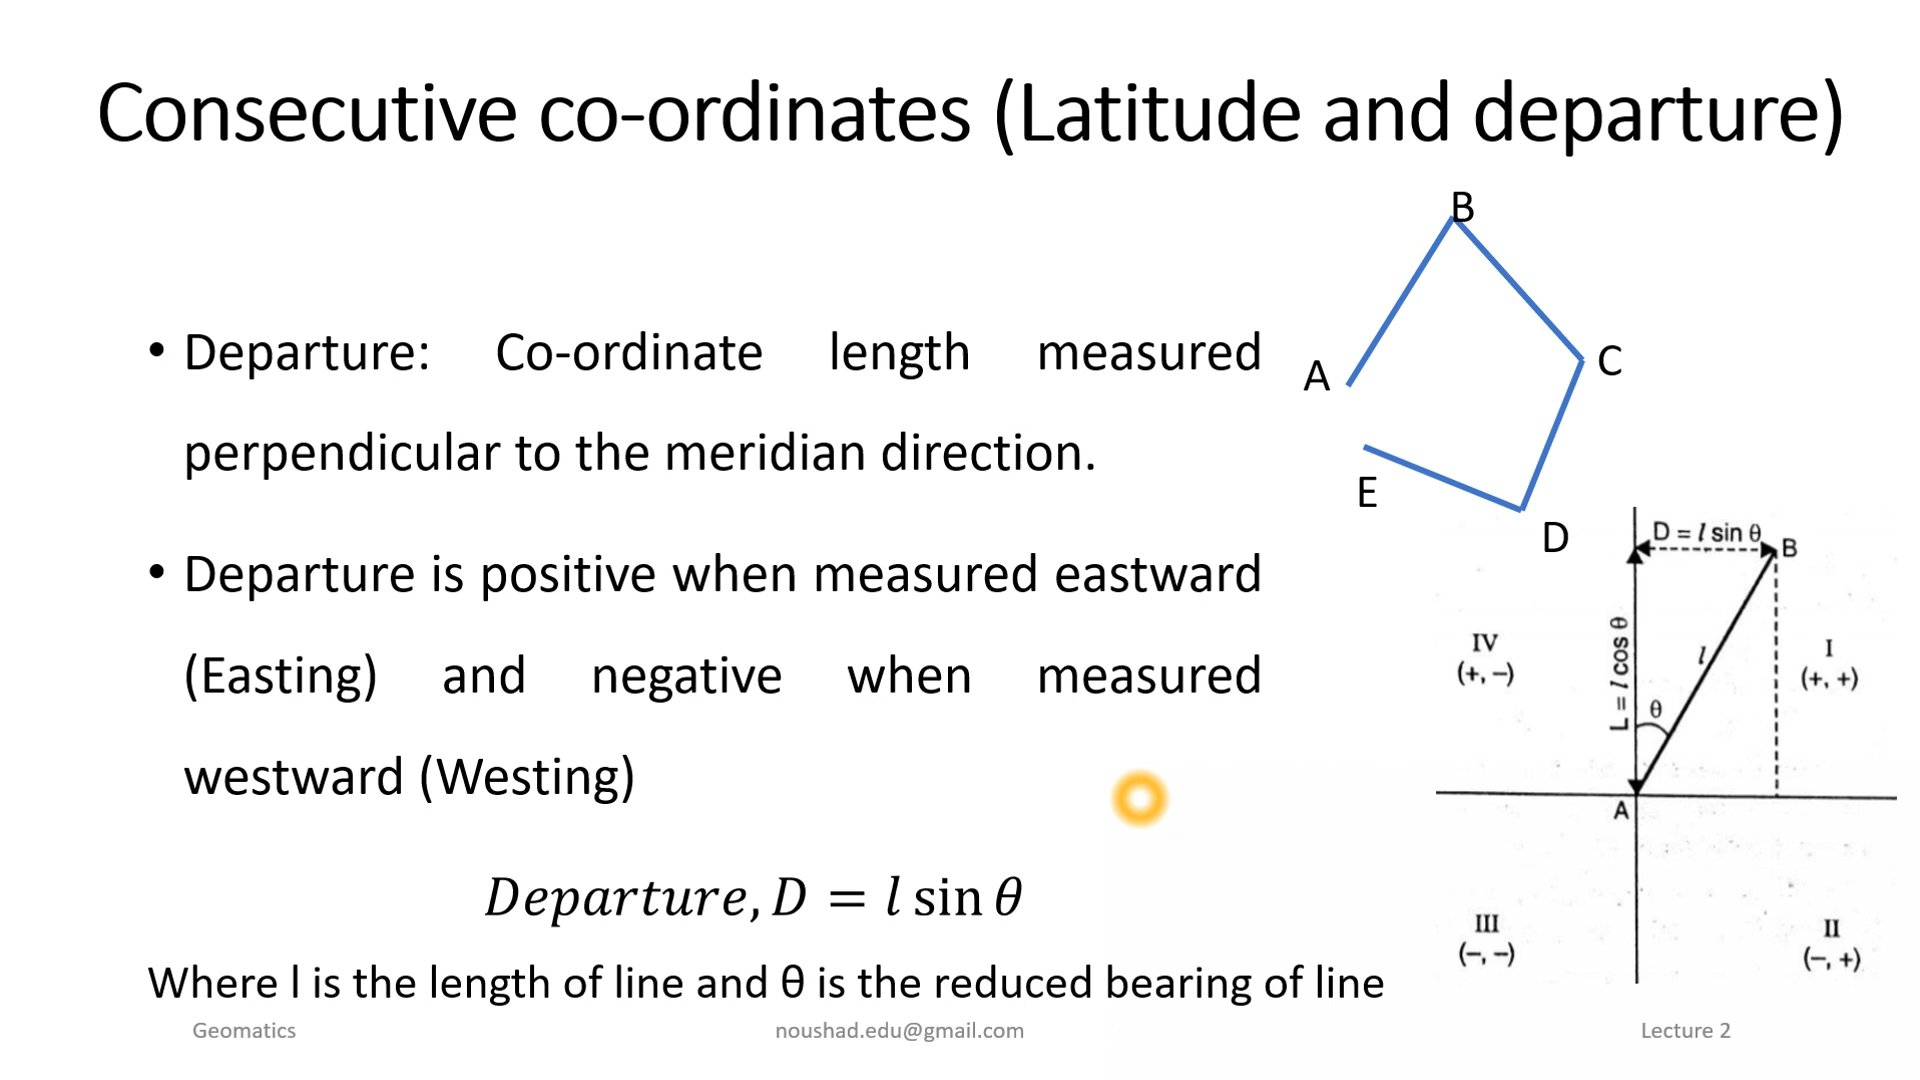 Consecutive co-ordinates (Latitude and departure)
• Departure: Co-ordinate length measured
perpendicular to the meridian direction.
• Departure is positive when measured eastward
(Easting) and negative when measured
westward (Westing)
Departure, D = l sin θ
Where l is the length of line and θ is the reduced bearing of line
B
A
C
E
D
D = l sin θ
B
L = l cos θ
l
θ
IV
(+, –)
I
(+, +)
A
III
(–, –)
II
(–, +)
Geomatics
noushad.edu@gmail.com
Lecture 2